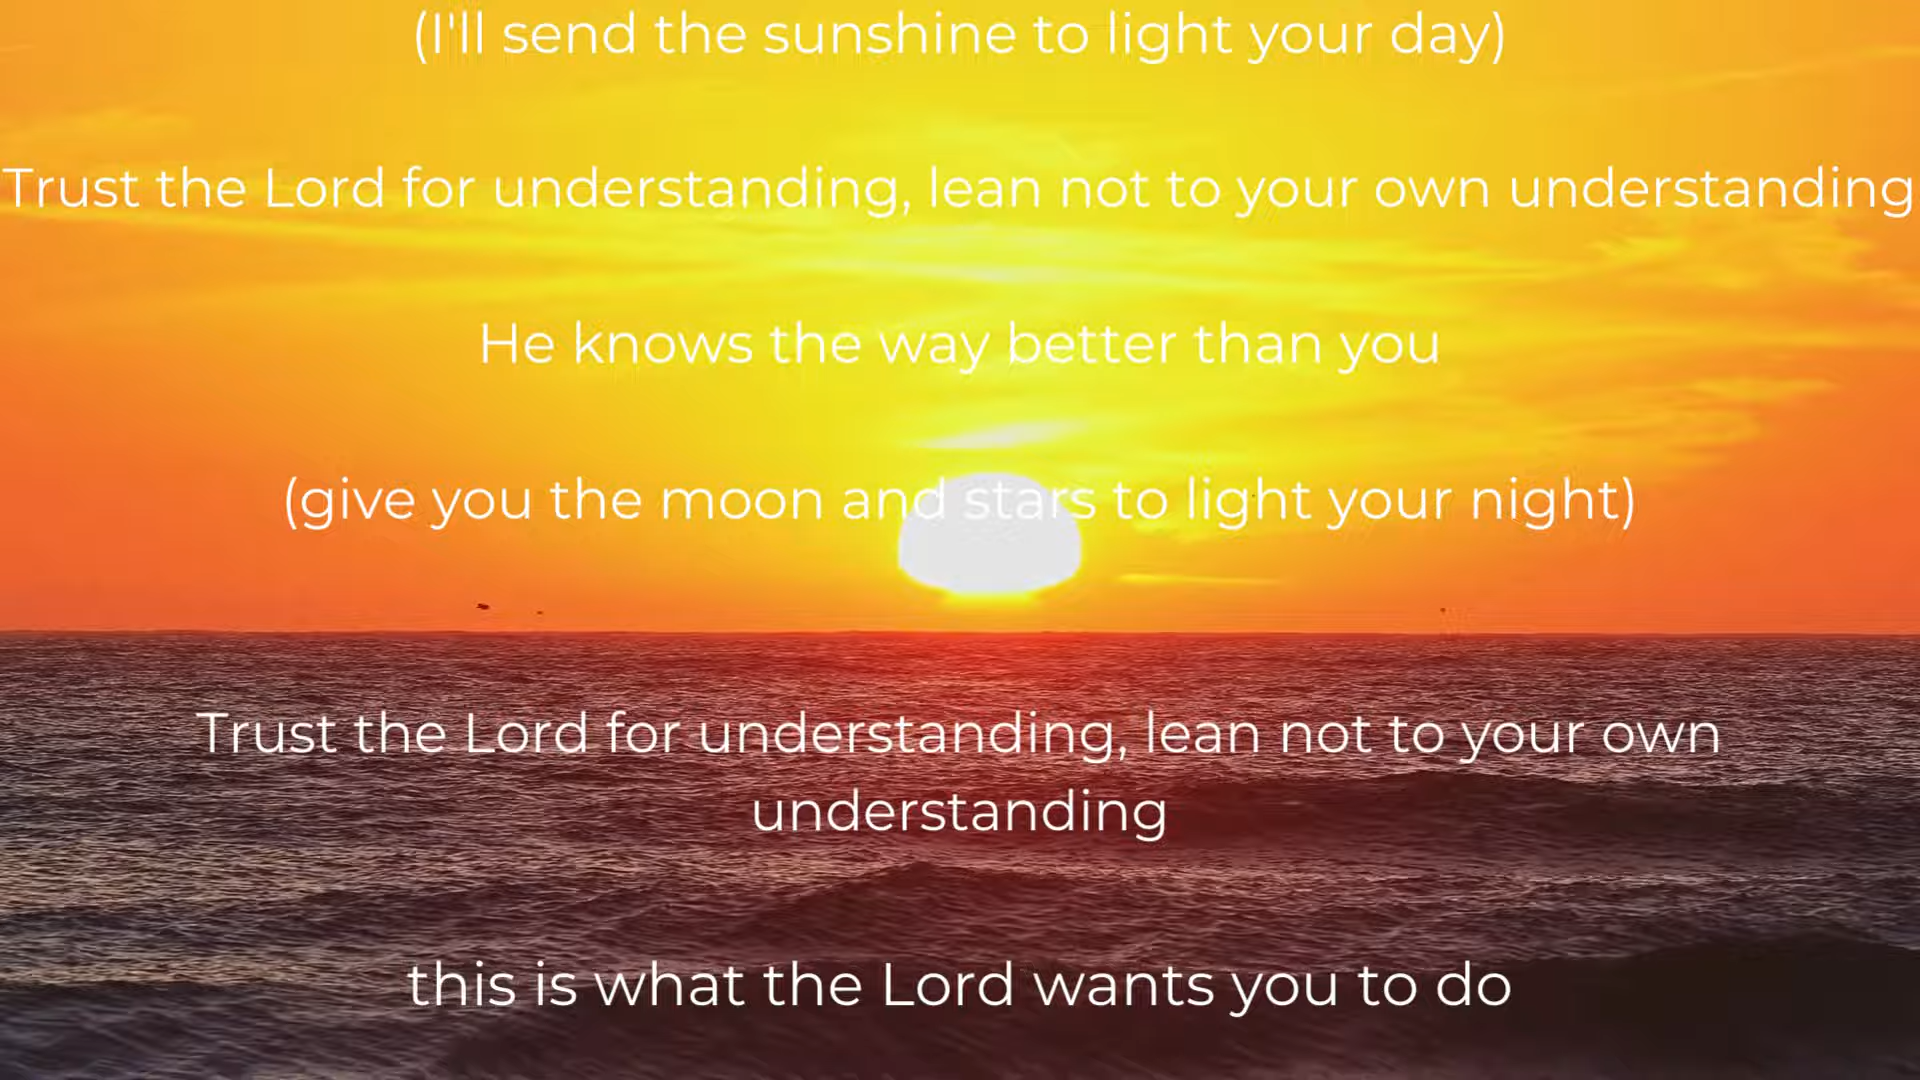 (I'll send the sunshine to light your day)
Trust the Lord for understanding, lean not to your own understanding
He knows the way better than you
(give you the moon and stars to light your night)
Trust the Lord for understanding, lean not to your own
understanding
this is what the Lord wants you to do